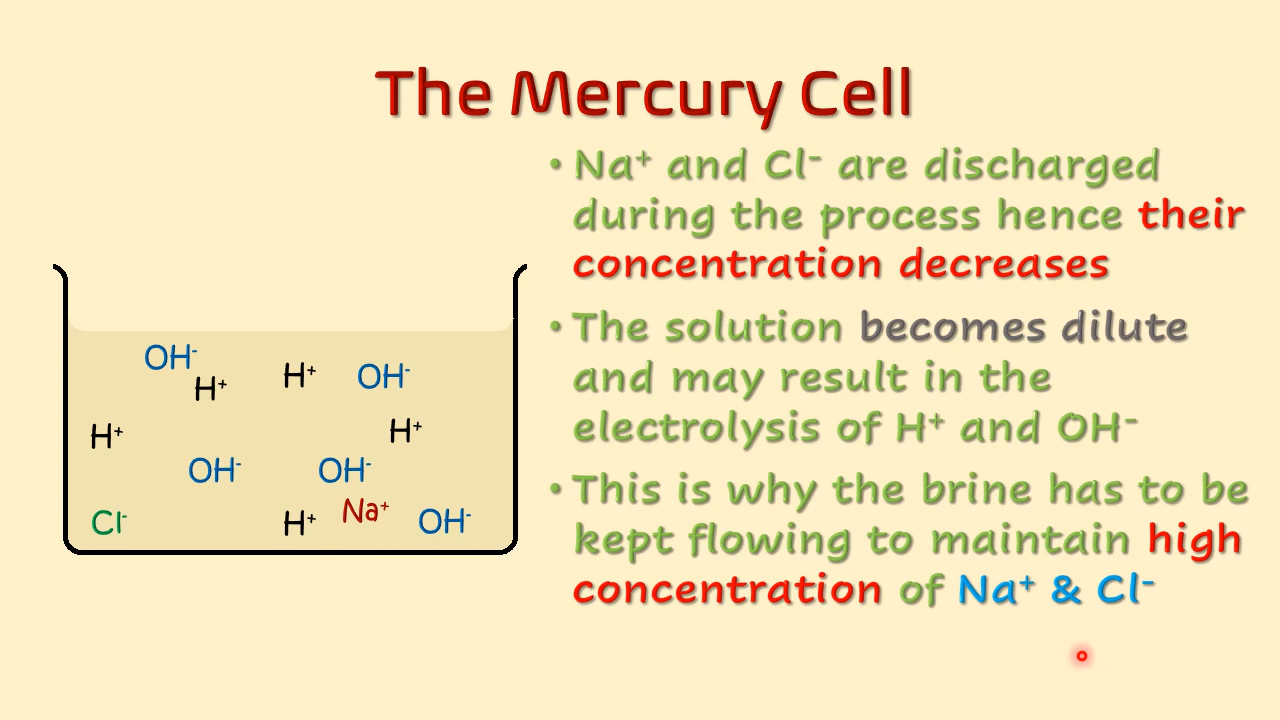 The Mercury Cell
• Na⁺ and Cl⁻ are discharged
during the process hence their
concentration decreases
• The solution becomes dilute
and may result in the
electrolysis of H⁺ and OH⁻
• This is why the brine has to be
kept flowing to maintain high
concentration of Na⁺ & Cl⁻
OH⁻
H⁺
H⁺
OH⁻
H⁺
H⁺
OH⁻
OH⁻
Cl⁻
H⁺
Na⁺
OH⁻